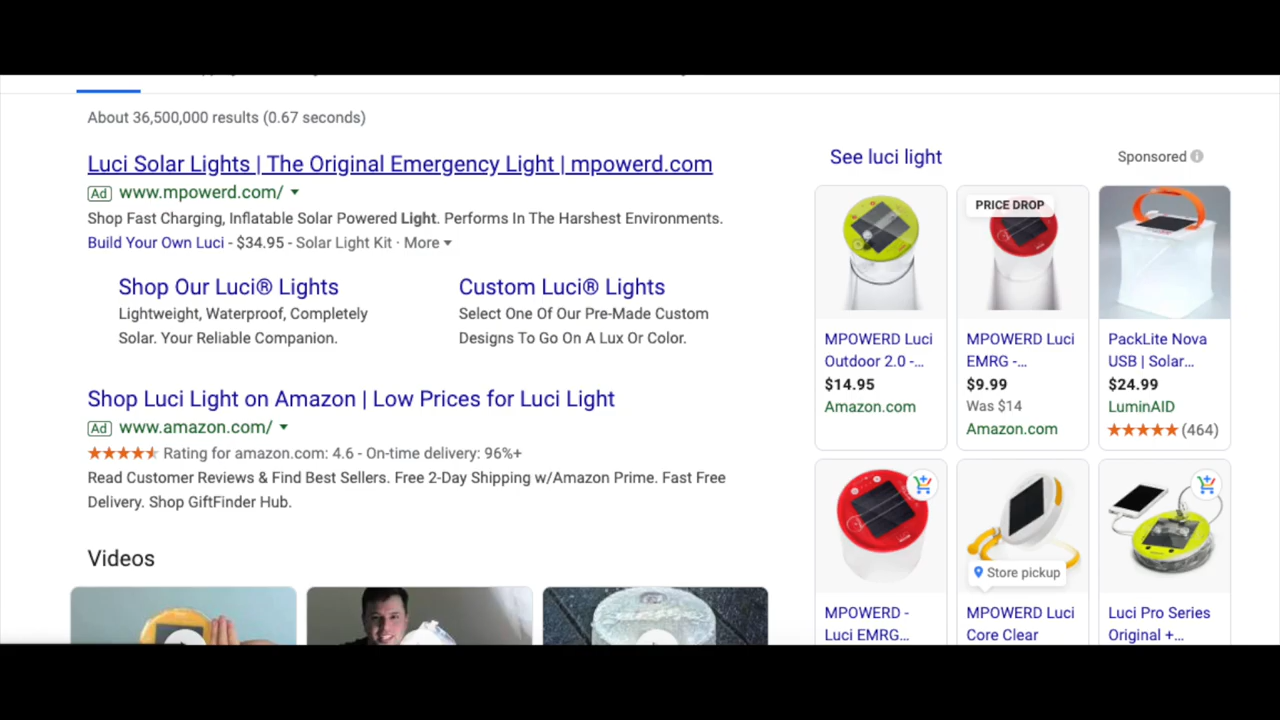 About 36,500,000 results (0.67 seconds)
Luci Solar Lights | The Original Emergency Light | mpowerd.com
Ad www.mpowerd.com/
Shop Fast Charging, Inflatable Solar Powered Light. Performs In The Harshest Environments.
Build Your Own Luci - $34.95 - Solar Light Kit · More
Shop Our Luci® Lights
Lightweight, Waterproof, Completely
Solar. Your Reliable Companion.
Custom Luci® Lights
Select One Of Our Pre-Made Custom
Designs To Go On A Lux Or Color.
Shop Luci Light on Amazon | Low Prices for Luci Light
Ad www.amazon.com/
Rating for amazon.com: 4.6 - On-time delivery: 96%+
Read Customer Reviews & Find Best Sellers. Free 2-Day Shipping w/Amazon Prime. Fast Free
Delivery. Shop GiftFinder Hub.
Videos
See luci light
Sponsored
MPOWERD Luci
Outdoor 2.0 -...
$14.95
Amazon.com
PRICE DROP
MPOWERD Luci
EMRG -...
$9.99
Was $14
Amazon.com
PackLite Nova
USB | Solar...
$24.99
LuminAID
(464)
MPOWERD -
Luci EMRG...
Store pickup
MPOWERD Luci
Core Clear
Luci Pro Series
Original +...